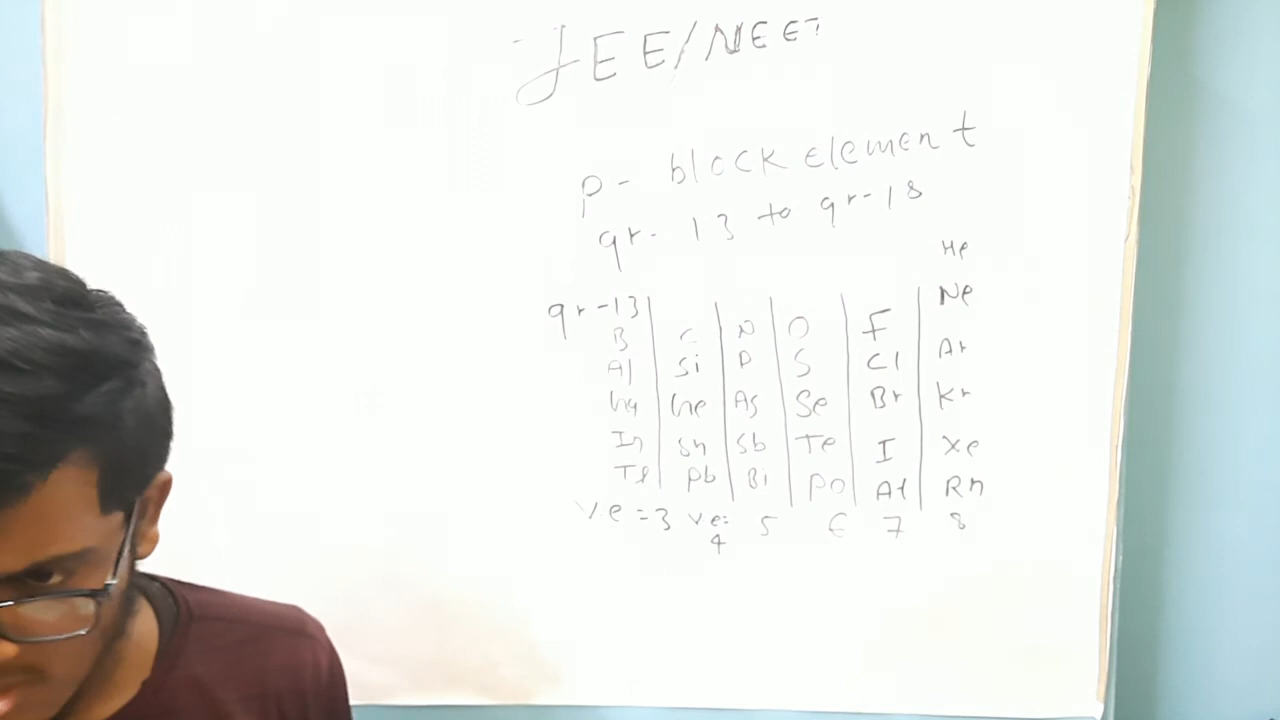 JEE/NEET
p- block element
gr- 13 to gr-18
He
gr-13 Ne
B C N O F
Al Si P S Cl Ar
Ga Ge As Se Br Kr
In Sn Sb Te I Xe
Tl Pb Bi Po At Rn
ve =3 ve= 4 5 6 7 8